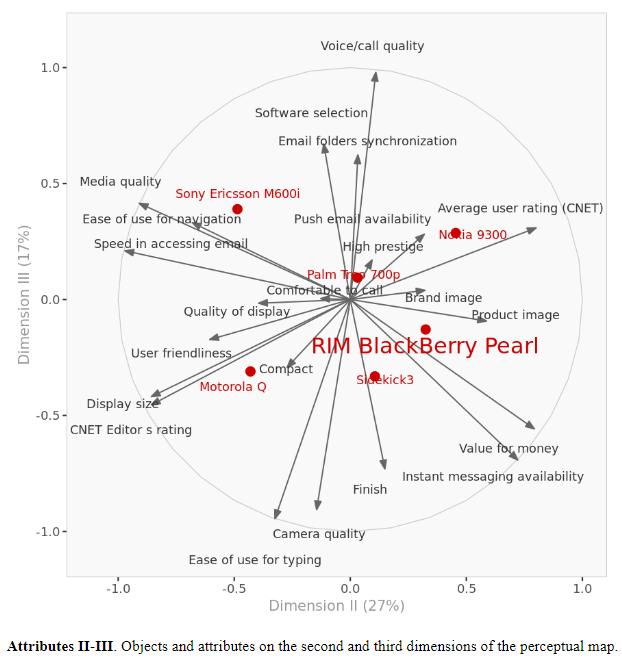 Voice/call quality
1.0
Software selection
Email folders synchronization
Media quality
0.5
Sony Ericsson M600i
Average user rating (CNET)
Ease of use for navigation
Push email availability
Nokia 9300
Speed in accessing email
High prestige
Palm Treo 700p
Comfortable to call
0.0
Brand image
Quality of display
Product image
RIM BlackBerry Pearl
User friendliness
Compact
Motorola Q
Sidekick3
Display size
-0.5
CNET Editor s rating
Value for money
Instant messaging availability
Finish
-1.0
Camera quality
Ease of use for typing
-1.0 -0.5 0.0 0.5 1.0
Dimension II (27%)
Dimension III (17%)
Attributes II-III. Objects and attributes on the second and third dimensions of the perceptual map.